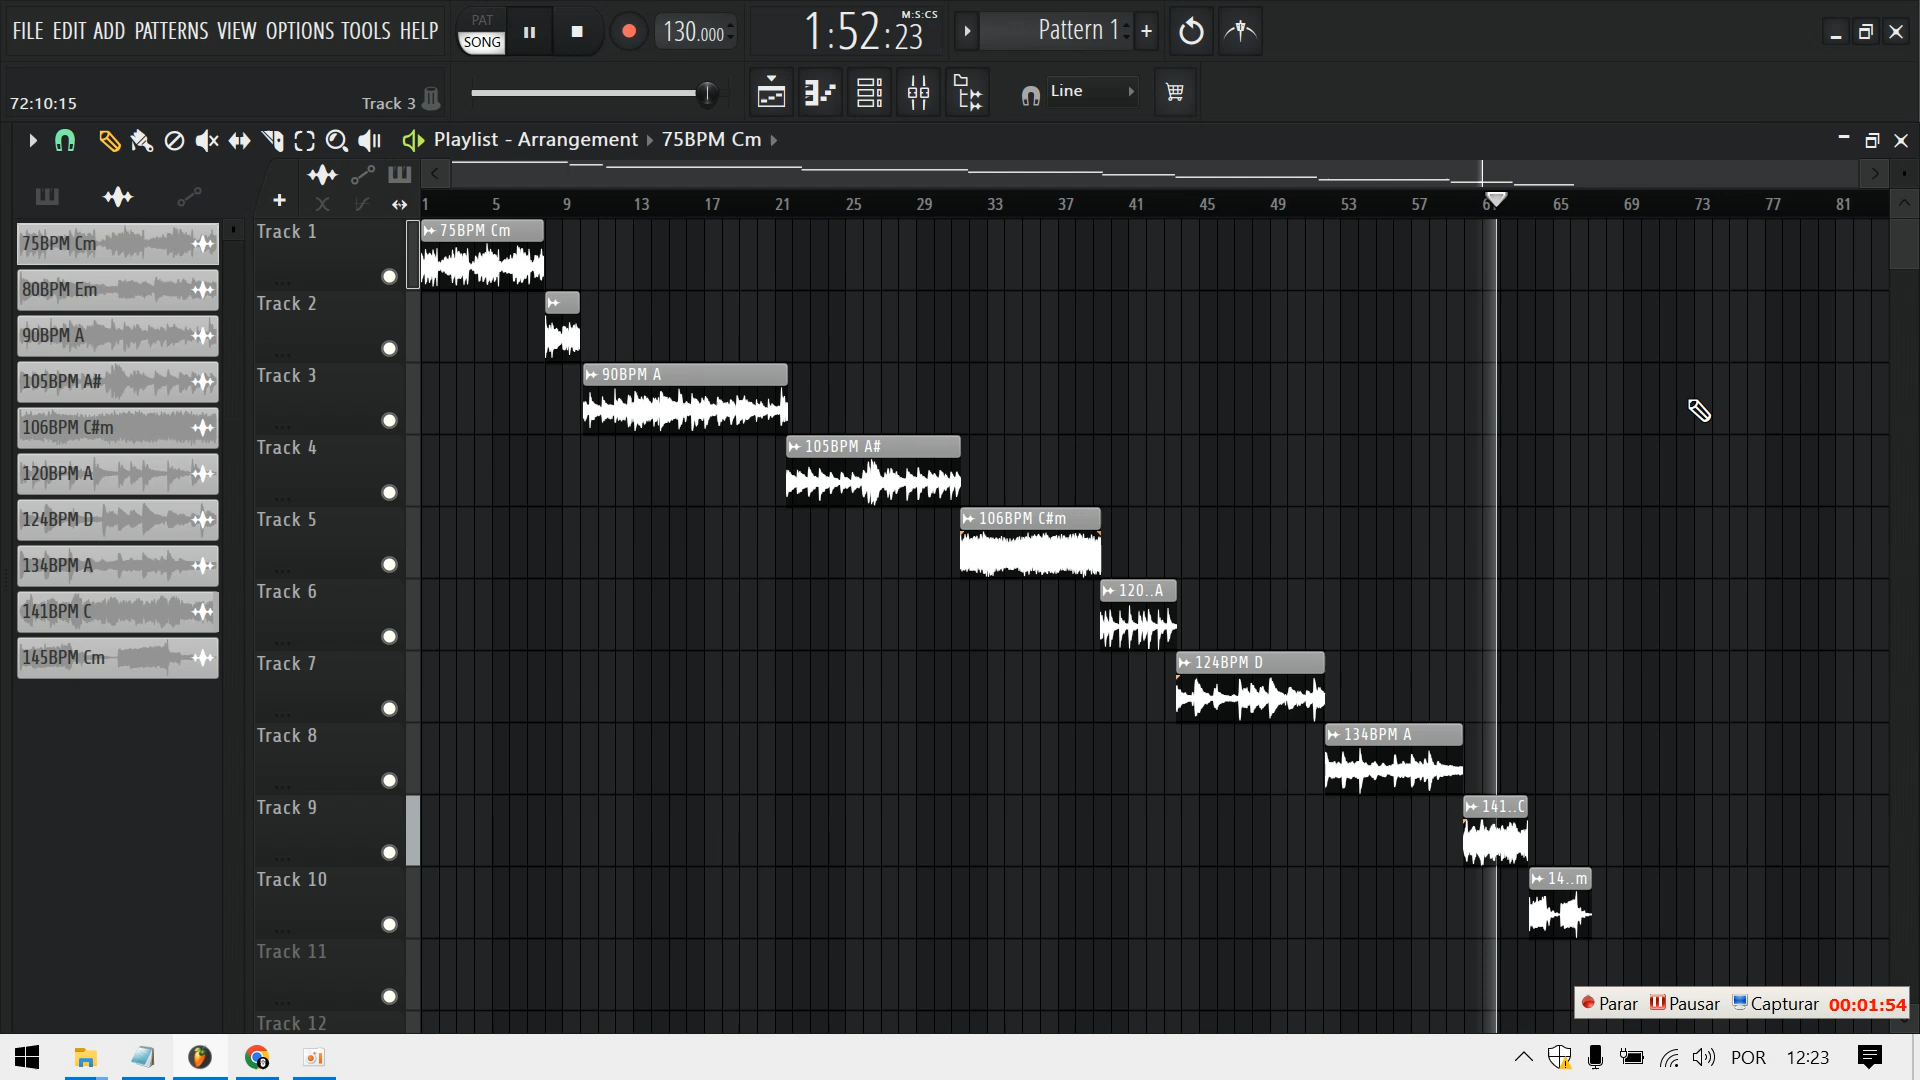 FILE EDIT ADD PATTERNS VIEW OPTIONS TOOLS HELP
PAT
SONG
130.000
1:52:23
M:S:CS
Pattern 1
+
72:10:15
Track 3
Line
Playlist - Arrangement
75BPM Cm
1 5 9 13 17 21 25 29 33 37 41 45 49 53 57 61 65 69 73 77 81
75BPM Cm
80BPM Em
90BPM A
105BPM A#
106BPM C#m
120BPM A
124BPM D
134BPM A
141BPM C
145BPM Cm
Track 1
75BPM Cm
Track 2
Track 3
90BPM A
Track 4
105BPM A#
Track 5
106BPM C#m
Track 6
120..A
Track 7
124BPM D
Track 8
134BPM A
Track 9
141..C
Track 10
14..m
Track 11
Track 12
Parar Pausar Capturar 00:01:54
POR 12:23